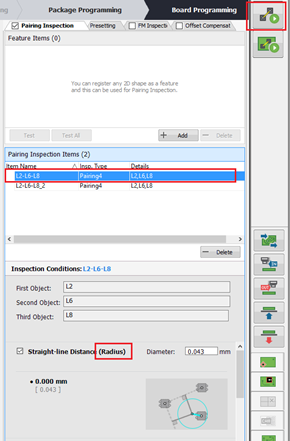 ng
Package Programming
Board Programming
Pairing Inspection
Presetting
FM Inspec
Offset Compensat
Feature Items (0)
You can register any 2D shape as a feature
and this can be used for Pairing Inspection.
Test
Test All
+ Add
− Delete
Pairing Inspection Items (2)
Item Name
Insp. Type
Details
L2-L6-L8
Pairing4
L2,L6,L8
L2-L6-L8_2
Pairing4
L2,L6,L8
− Delete
Inspection Conditions: L2-L6-L8
First Object:
L2
Second Object:
L6
Third Object:
L8
Straight-line Distance (Radius)
Diameter:
0.043
mm
• 0.000 mm
[ 0.043 ]